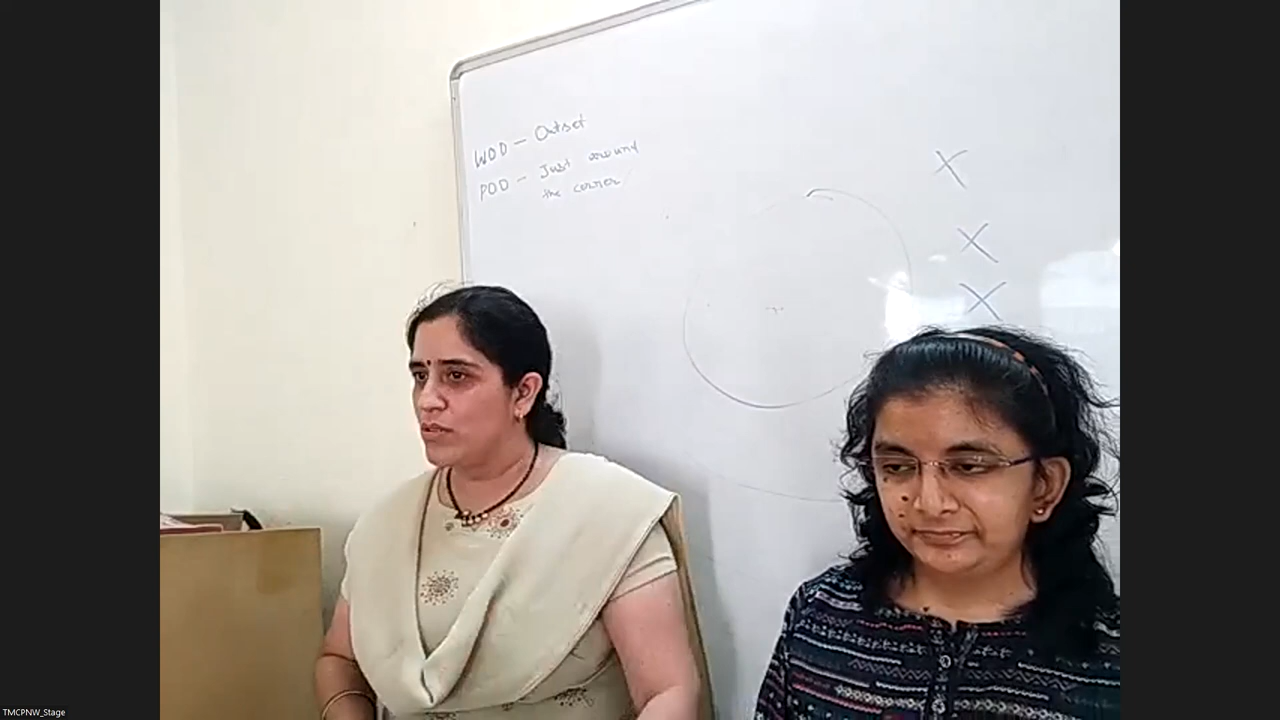 WOD - Outset
POD - Just around
the corner
X
X
X
TMCPNW_Stage